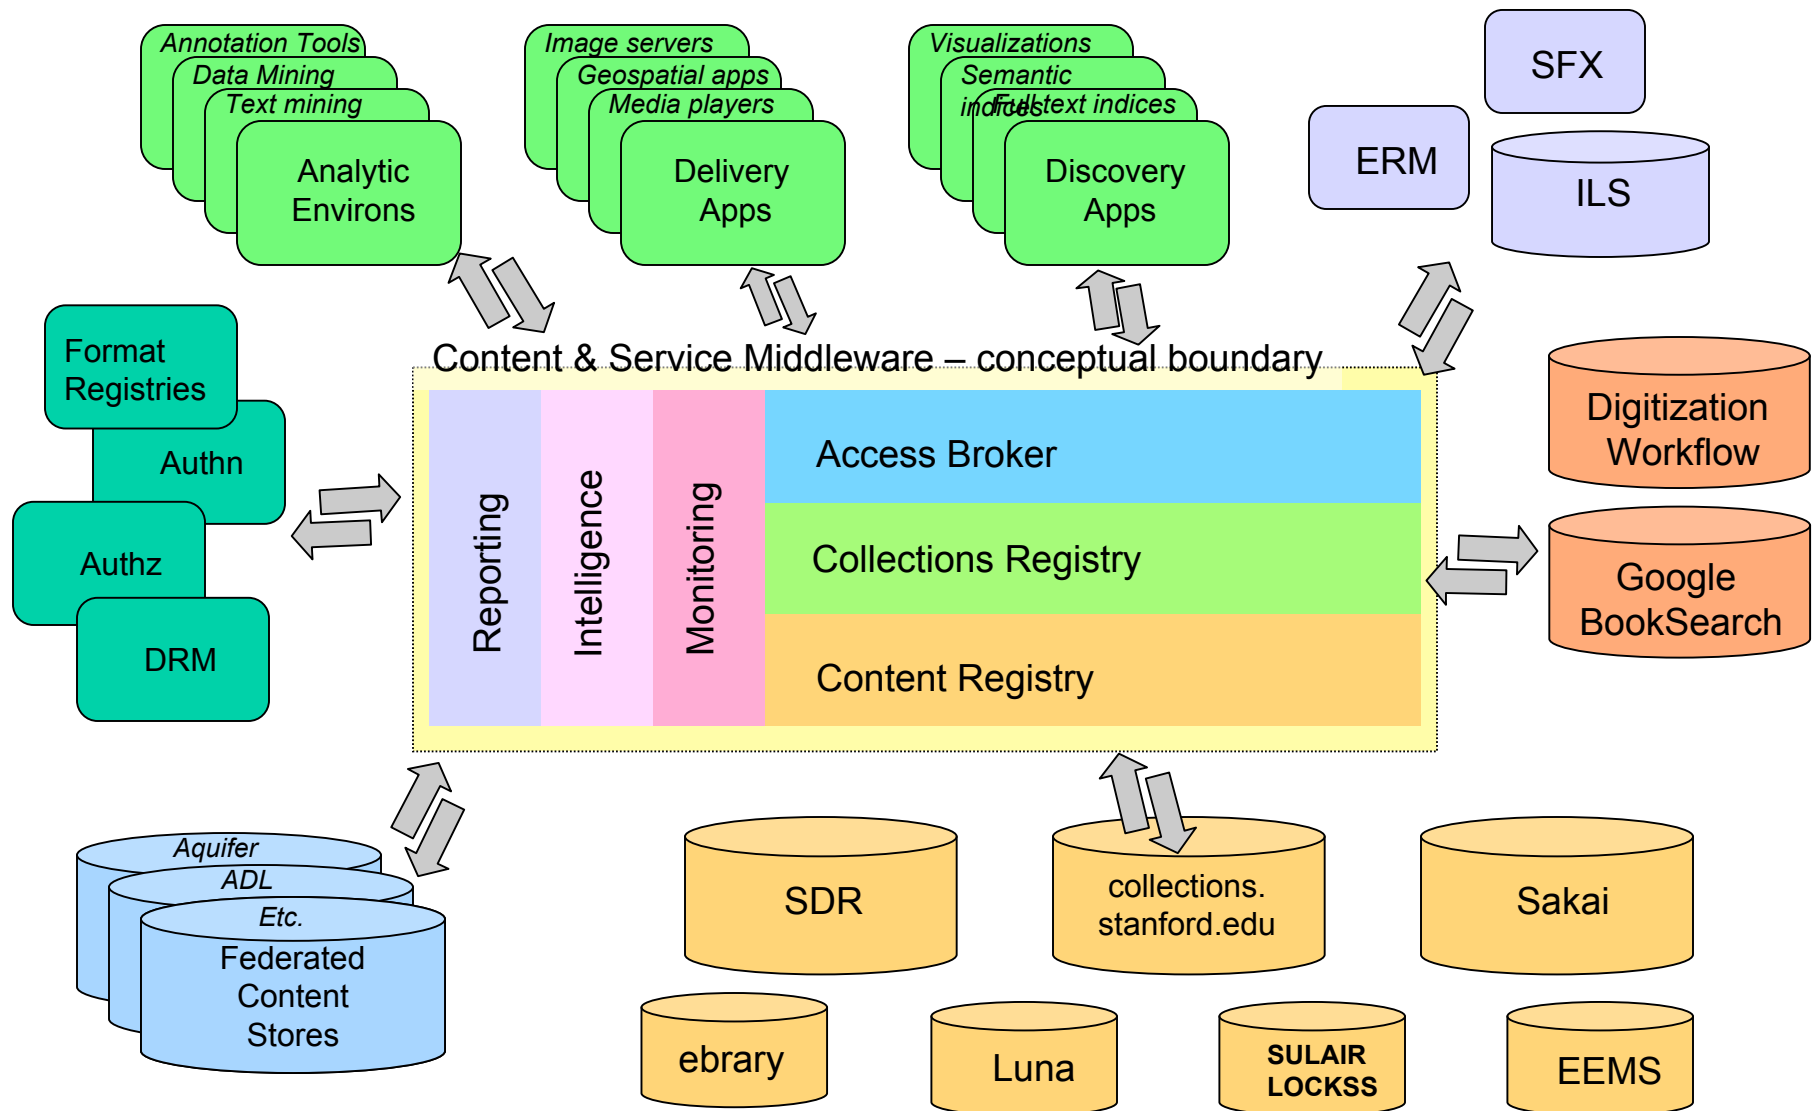 Annotation Tools
Data Mining
Text mining
Analytic
Environs
Image servers
Geospatial apps
Media players
Delivery
Apps
Visualizations
Semantic
indices
Full text indices
Discovery
Apps
SFX
ERM
ILS
Format
Registries
Authn
Authz
DRM
Content & Service Middleware – conceptual boundary
Reporting
Intelligence
Monitoring
Access Broker
Collections Registry
Content Registry
Digitization
Workflow
Google
BookSearch
Aquifer
ADL
Etc.
Federated
Content
Stores
SDR
collections.
stanford.edu
Sakai
ebrary
Luna
SULAIR
LOCKSS
EEMS